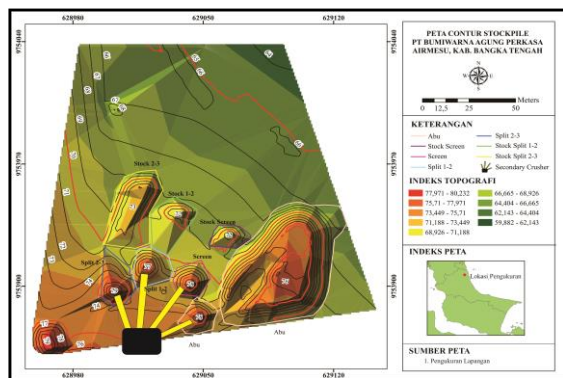 628980 629050 629120
9754040
9754040
9753970
9753970
9753900
9753900
628980 629050 629120
Stock 2-3
Stock 1-2
Stock Screen
Screen
Split 1-2
Abu
Abu
PETA CONTUR STOCKPILE
PT BUMIWARNA AGUNG PERKASA
AIRMESU, KAB. BANGKA TENGAH
N
W E
S
Meters
0 12,5 25 50
KETERANGAN
Abu
Stock Screen
Screen
Split 1-2
Split 2-3
Stock Split 1-2
Stock Split 2-3
Secondary Crusher
INDEKS TOPOGRAFI
77,971 - 80,232
75,71 - 77,971
73,449 - 75,71
71,188 - 73,449
68,926 - 71,188
66,665 - 68,926
64,404 - 66,665
62,143 - 64,404
59,882 - 62,143
INDEKS PETA
Lokasi Pengukuran
SUMBER PETA
1. Pengukuran Lapangan